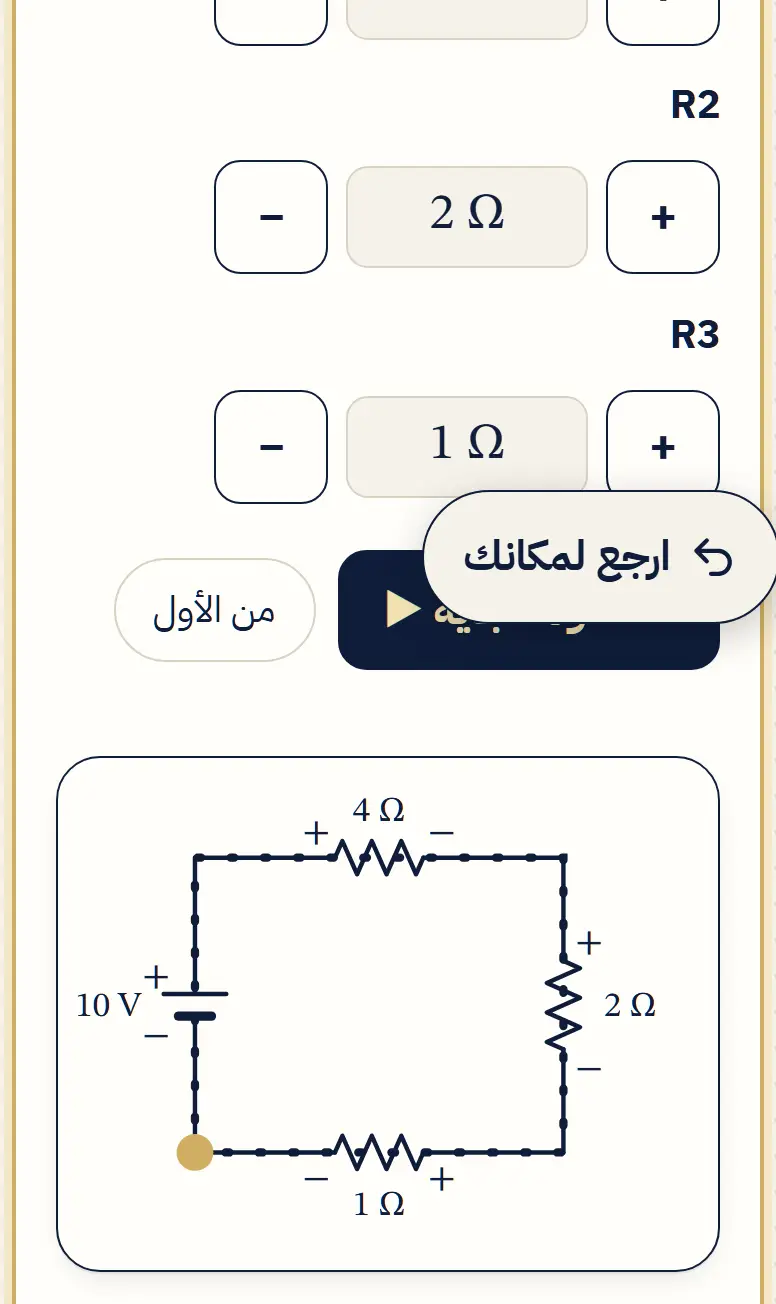 R2
− 2 Ω +
R3
− 1 Ω +
ارجع لمكانك
من الأول
4 Ω
+ −
+
10 V
−
+
2 Ω
−
− +
1 Ω